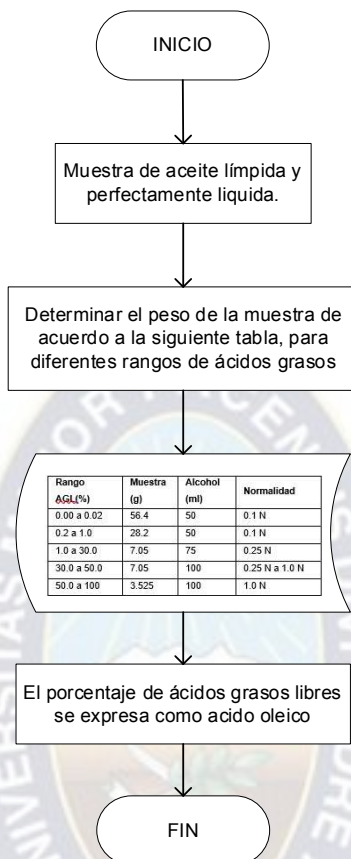 INICIO
Muestra de aceite límpida y
perfectamente liquida.
Determinar el peso de la muestra de
acuerdo a la siguiente tabla, para
diferentes rangos de ácidos grasos
Rango AGL(%) Muestra (g) Alcohol (ml) Normalidad
0.00 a 0.02 56.4 50 0.1 N
0.2 a 1.0 28.2 50 0.1 N
1.0 a 30.0 7.05 75 0.25 N
30.0 a 50.0 7.05 100 0.25 N a 1.0 N
50.0 a 100 3.525 100 1.0 N
El porcentaje de ácidos grasos libres
se expresa como acido oleico
FIN